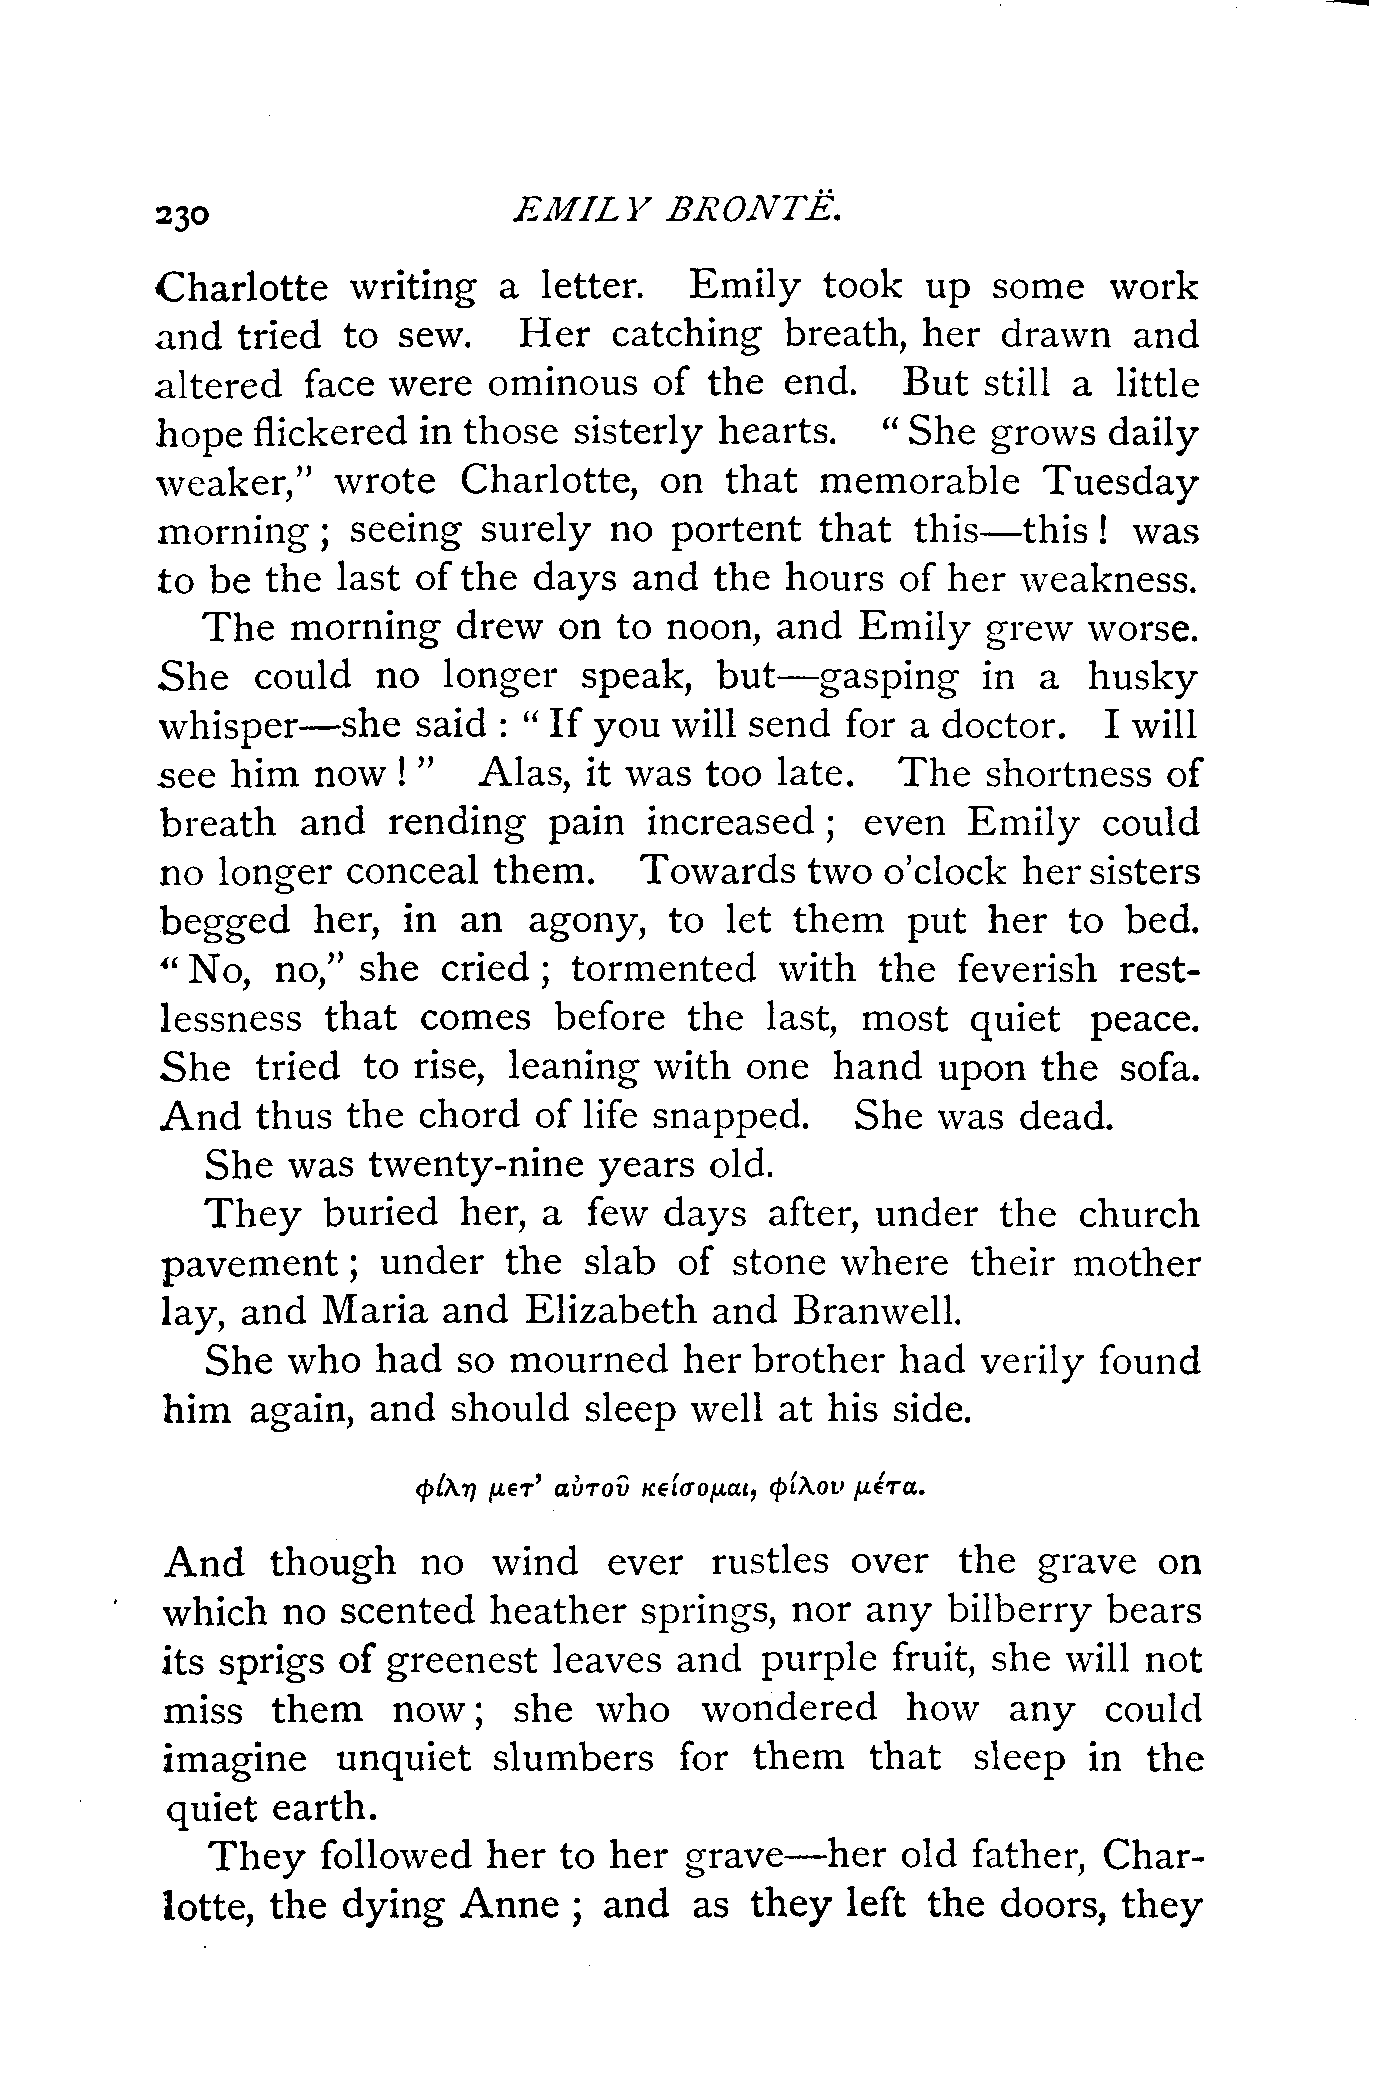 230 EMILY BRONTË.
Charlotte writing a letter. Emily took up some work
and tried to sew. Her catching breath, her drawn and
altered face were ominous of the end. But still a little
hope flickered in those sisterly hearts. “ She grows daily
weaker,” wrote Charlotte, on that memorable Tuesday
morning ; seeing surely no portent that this—this ! was
to be the last of the days and the hours of her weakness.
The morning drew on to noon, and Emily grew worse.
She could no longer speak, but—gasping in a husky
whisper—she said : “ If you will send for a doctor. I will
see him now ! ” Alas, it was too late. The shortness of
breath and rending pain increased ; even Emily could
no longer conceal them. Towards two o’clock her sisters
begged her, in an agony, to let them put her to bed.
“ No, no,” she cried ; tormented with the feverish rest-
lessness that comes before the last, most quiet peace.
She tried to rise, leaning with one hand upon the sofa.
And thus the chord of life snapped. She was dead.
She was twenty-nine years old.
They buried her, a few days after, under the church
pavement ; under the slab of stone where their mother
lay, and Maria and Elizabeth and Branwell.
She who had so mourned her brother had verily found
him again, and should sleep well at his side.
φίλη μετ’ αὐτοῦ κείσομαι, φίλου μέτα.
And though no wind ever rustles over the grave on
which no scented heather springs, nor any bilberry bears
its sprigs of greenest leaves and purple fruit, she will not
miss them now ; she who wondered how any could
imagine unquiet slumbers for them that sleep in the
quiet earth.
They followed her to her grave—her old father, Char-
lotte, the dying Anne ; and as they left the doors, they